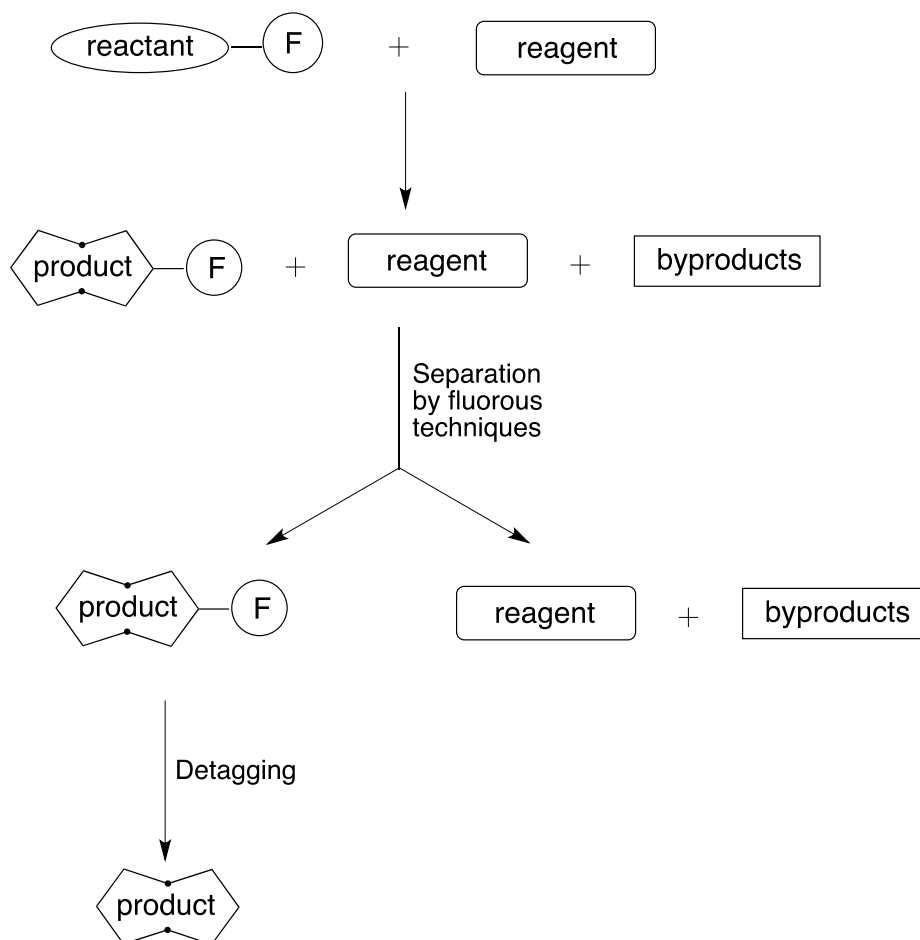 reactant F + reagent
product F + reagent + byproducts
Separation
by fluorous
techniques
product F reagent + byproducts
Detagging
product